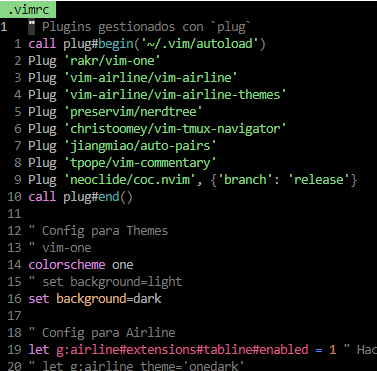 .vimrc
1 " Plugins gestionados con `plug`
1 call plug#begin('~/.vim/autoload')
2 Plug 'rakr/vim-one'
3 Plug 'vim-airline/vim-airline'
4 Plug 'vim-airline/vim-airline-themes'
5 Plug 'preservim/nerdtree'
6 Plug 'christoomey/vim-tmux-navigator'
7 Plug 'jiangmiao/auto-pairs'
8 Plug 'tpope/vim-commentary'
9 Plug 'neoclide/coc.nvim', {'branch': 'release'}
10 call plug#end()
11
12 " Config para Themes
13 " vim-one
14 colorscheme one
15 " set background=light
16 set background=dark
17
18 " Config para Airline
19 let g:airline#extensions#tabline#enabled = 1 " Hac
20 " let g:airline_theme='onedark'